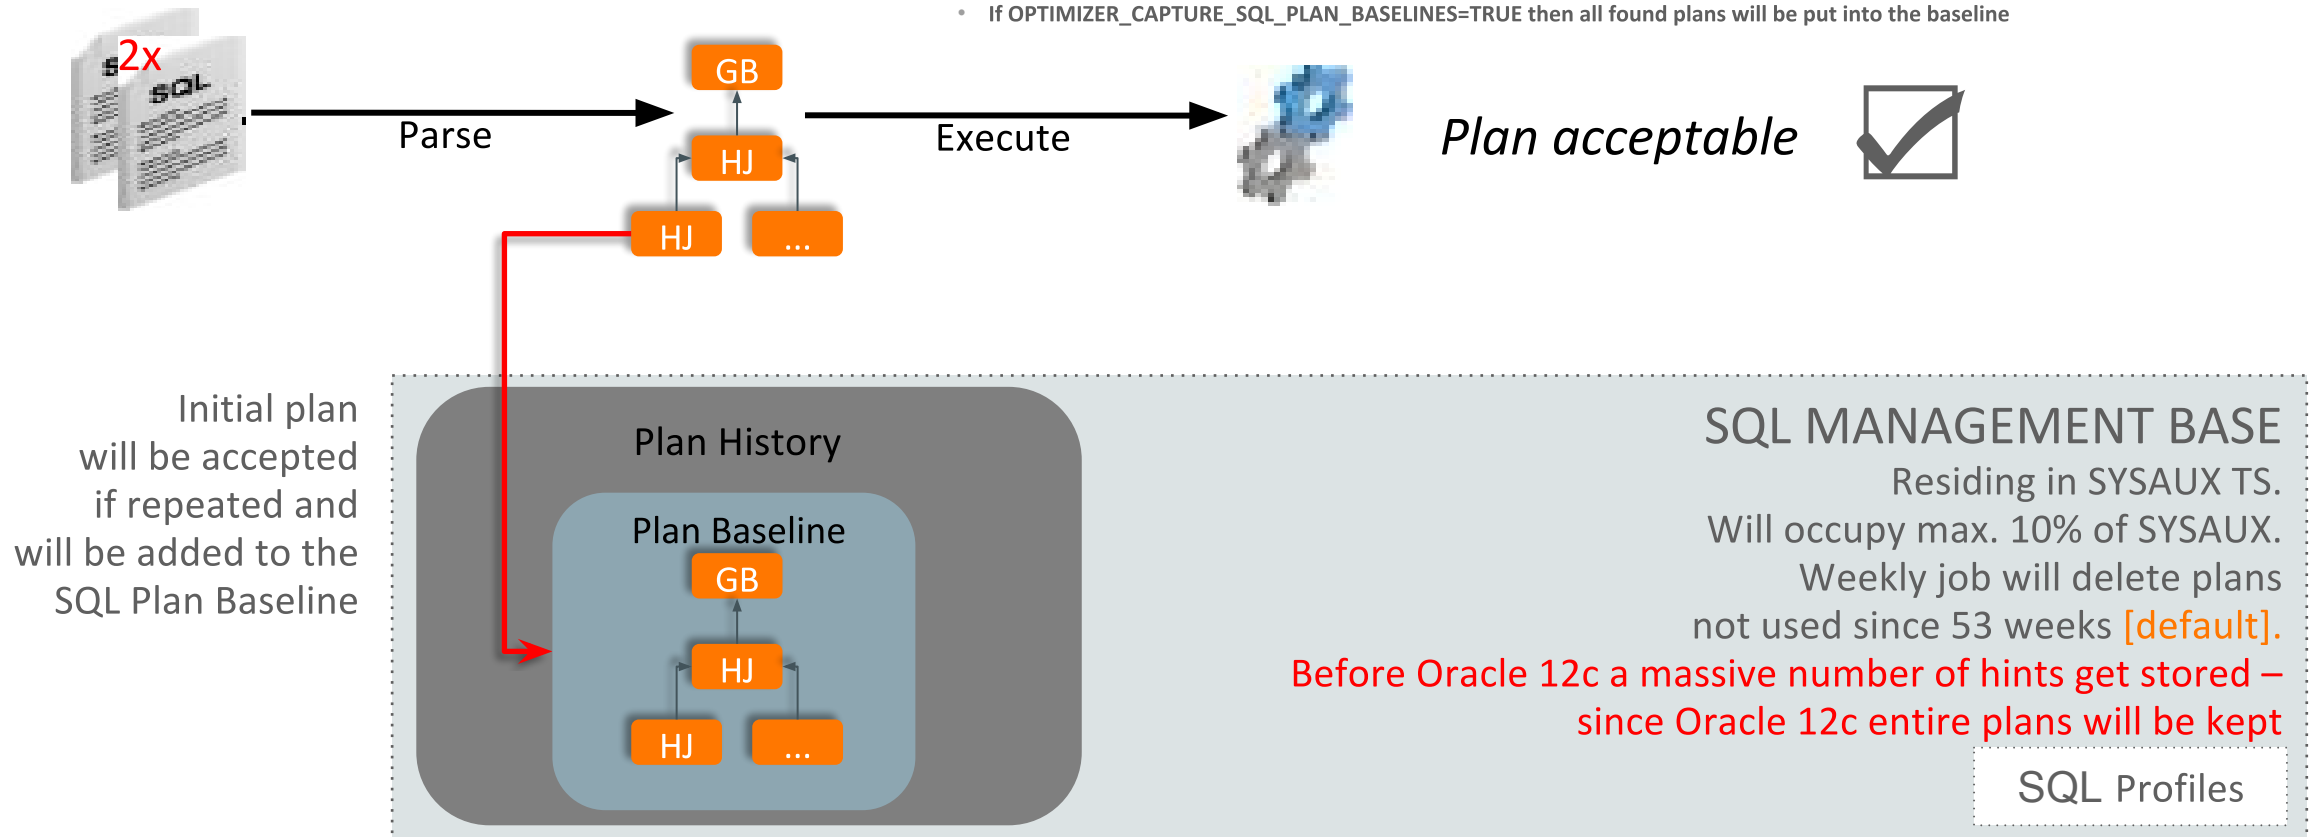 • If OPTIMIZER_CAPTURE_SQL_PLAN_BASELINES=TRUE then all found plans will be put into the baseline
2x
S
SQL
Parse
GB
HJ
HJ
...
Execute
Plan acceptable
Initial plan
will be accepted
if repeated and
will be added to the
SQL Plan Baseline
Plan History
Plan Baseline
GB
HJ
HJ
...
SQL MANAGEMENT BASE
Residing in SYSAUX TS.
Will occupy max. 10% of SYSAUX.
Weekly job will delete plans
not used since 53 weeks [default].
Before Oracle 12c a massive number of hints get stored –
since Oracle 12c entire plans will be kept
SQL Profiles